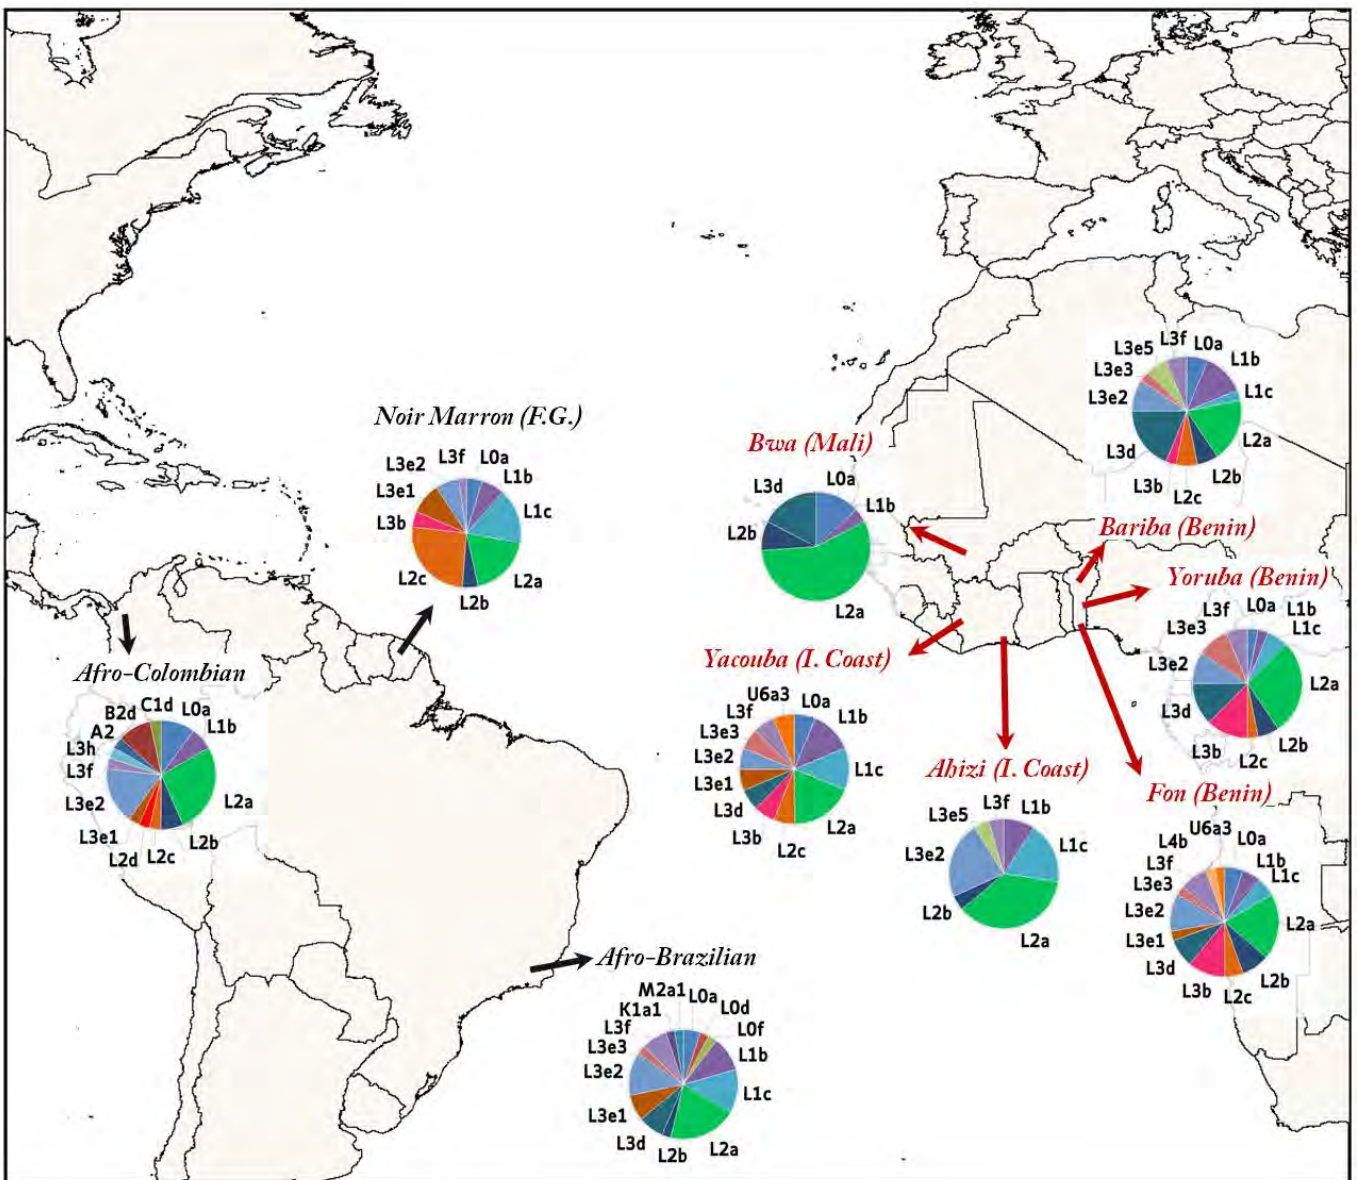 Noir Marron (F.G.)
L3f
L0a
L3e2
L1b
L3e1
L1c
L3b
L2c
L2a
L2b
Afro-Colombian
C1d
L0a
B2d
L1b
A2
L3h
L3f
L2a
L3e2
L3e1
L2b
L2d
L2c
Afro-Brazilian
M2a1
L0a
K1a1
L0d
L3f
L0f
L3e3
L1b
L3e2
L1c
L3e1
L3d
L2a
L2b
Bwa (Mali)
L0a
L3d
L1b
L2b
L2a
Yacouba (I. Coast)
U6a3
L0a
L3f
L1b
L3e3
L3e2
L1c
L3e1
L3d
L2a
L3b
L2c
Ahizi (I. Coast)
L3f
L1b
L3e5
L1c
L3e2
L2b
L2a
L3f
L0a
L3e5
L1b
L3e3
L1c
L3e2
L2a
L3d
L2b
L3b
L2c
Bariba (Benin)
Yoruba (Benin)
L0a
L1b
L3f
L1c
L3e3
L3e2
L2a
L3d
L3b
L2b
L2c
Fon (Benin)
U6a3
L0a
L4b
L1b
L3f
L1c
L3e3
L3e2
L2a
L3e1
L3d
L2b
L3b
L2c